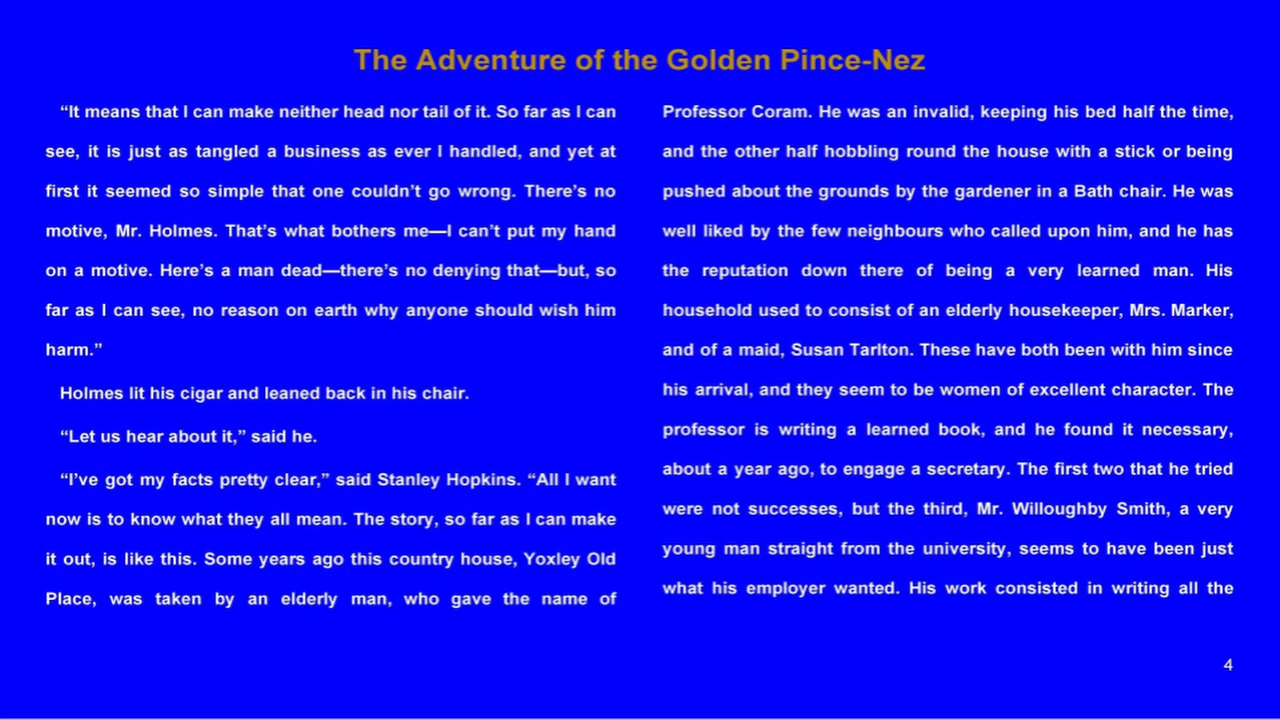 The Adventure of the Golden Pince-Nez
“It means that I can make neither head nor tail of it. So far as I can
see, it is just as tangled a business as ever I handled, and yet at
first it seemed so simple that one couldn’t go wrong. There’s no
motive, Mr. Holmes. That’s what bothers me—I can’t put my hand
on a motive. Here’s a man dead—there’s no denying that—but, so
far as I can see, no reason on earth why anyone should wish him
harm.”
Holmes lit his cigar and leaned back in his chair.
“Let us hear about it,” said he.
“I’ve got my facts pretty clear,” said Stanley Hopkins. “All I want
now is to know what they all mean. The story, so far as I can make
it out, is like this. Some years ago this country house, Yoxley Old
Place, was taken by an elderly man, who gave the name of
Professor Coram. He was an invalid, keeping his bed half the time,
and the other half hobbling round the house with a stick or being
pushed about the grounds by the gardener in a Bath chair. He was
well liked by the few neighbours who called upon him, and he has
the reputation down there of being a very learned man. His
household used to consist of an elderly housekeeper, Mrs. Marker,
and of a maid, Susan Tarlton. These have both been with him since
his arrival, and they seem to be women of excellent character. The
professor is writing a learned book, and he found it necessary,
about a year ago, to engage a secretary. The first two that he tried
were not successes, but the third, Mr. Willoughby Smith, a very
young man straight from the university, seems to have been just
what his employer wanted. His work consisted in writing all the
4